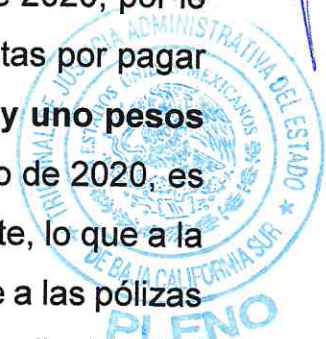 de 2020, por lo
tas por pagar
y uno pesos
o de 2020, es
te, lo que a la
e a las pólizas
TRIBUNAL DE JUSTICIA ADMINISTRATIVA DEL ESTADO
DE BAJA CALIFORNIA SUR
ESTADOS UNIDOS MEXICANOS
PLENO